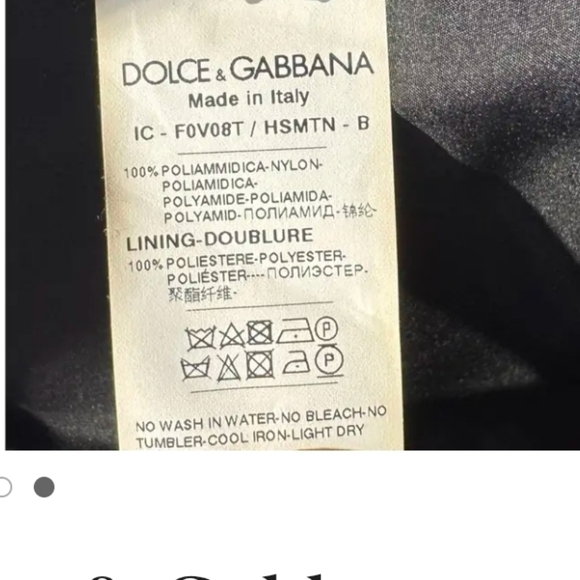 DOLCE & GABBANA
Made in Italy
IC - F0V08T / HSMTN - B
100% POLIAMMIDICA-NYLON-
POLIAMIDICA-
POLYAMIDE-POLIAMIDA-
POLYAMID-ПОЛИАМИД-锦纶-
LINING-DOUBLURE
100% POLIESTERE-POLYESTER-
POLIÉSTER----ПОЛИЭСТЕР-
聚酯纤维-
P
P
NO WASH IN WATER-NO BLEACH-NO
TUMBLER-COOL IRON-LIGHT DRY